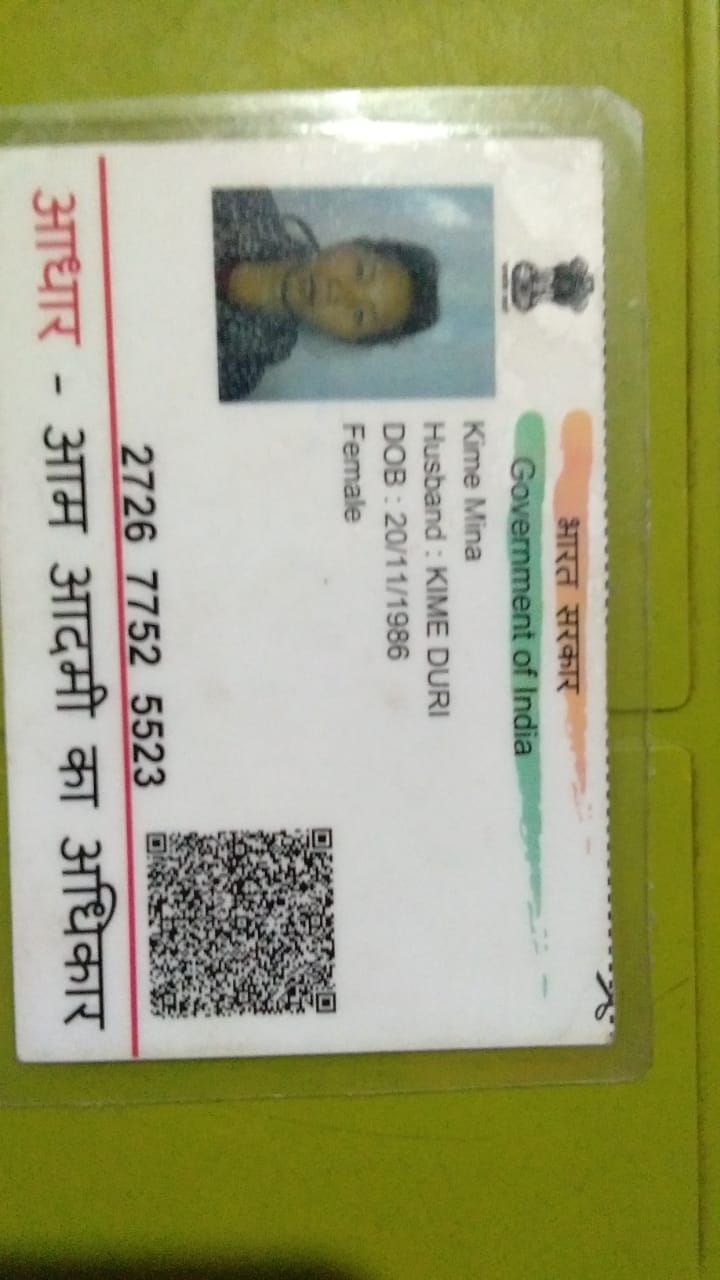 भारत सरकार
Government of India
Kime Mina
Husband : KIME DURI
DOB : 20/11/1986
Female
2726 7752 5523
आधार - आम आदमी का अधिकार